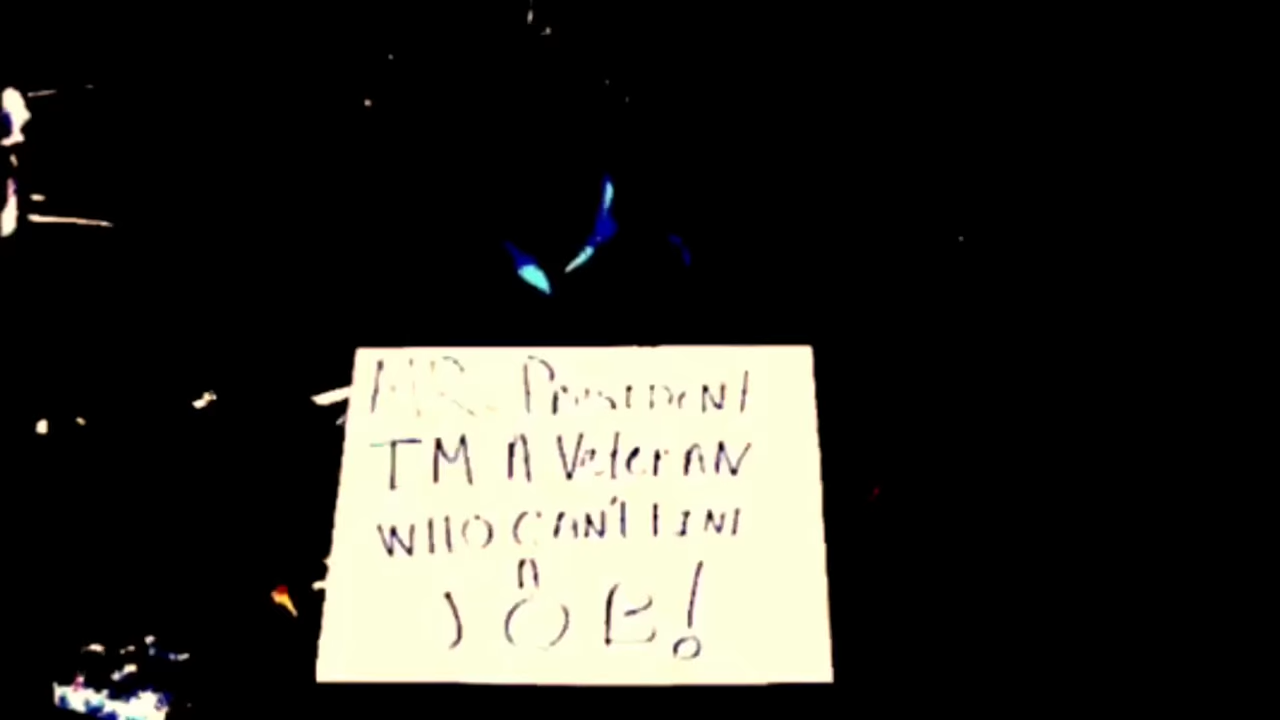 MR. PresIDeNT
I'M A VeterAN
WHO CAN'T FIND
A
JOB!